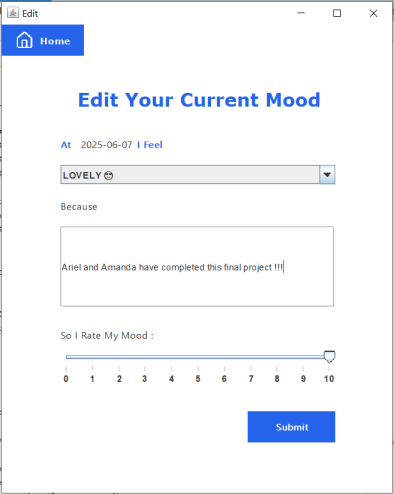 Edit
Home
Edit Your Current Mood
At 2025-06-07 I Feel
LOVELY 😍
Because
Ariel and Amanda have completed this final project !!!
So I Rate My Mood :
0 1 2 3 4 5 6 7 8 9 10
Submit